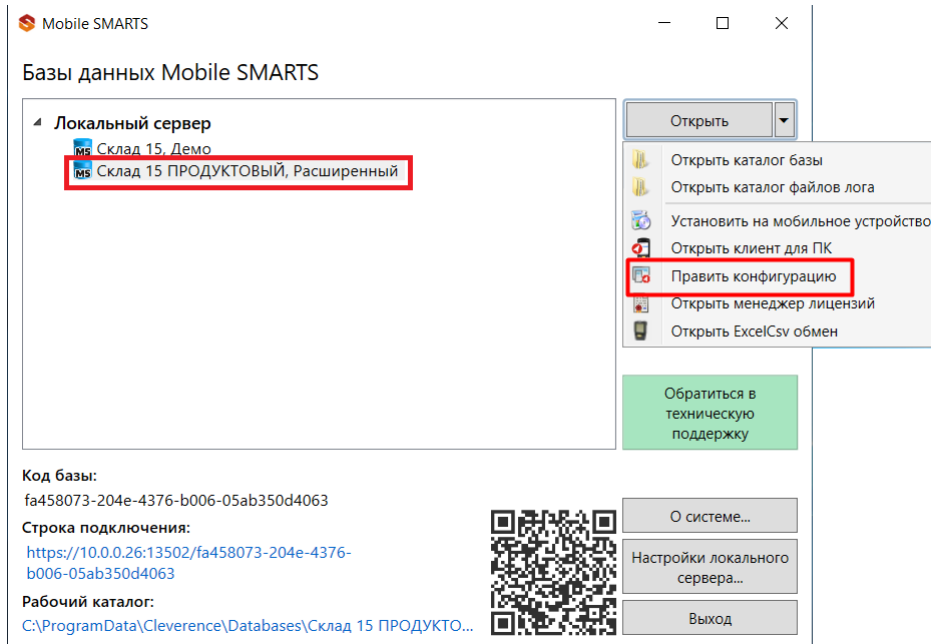 Mobile SMARTS
Базы данных Mobile SMARTS
Локальный сервер
Склад 15, Демо
Склад 15 ПРОДУКТОВЫЙ, Расширенный
Открыть
Открыть каталог базы
Открыть каталог файлов лога
Установить на мобильное устройство
Открыть клиент для ПК
Править конфигурацию
Открыть менеджер лицензий
Открыть ExcelCsv обмен
Обратиться в
техническую
поддержку
Код базы:
fa458073-204e-4376-b006-05ab350d4063
Строка подключения:
https://10.0.0.26:13502/fa458073-204e-4376-
b006-05ab350d4063
Рабочий каталог:
C:\ProgramData\Cleverence\Databases\Склад 15 ПРОДУКТО...
О системе...
Настройки локального
сервера...
Выход